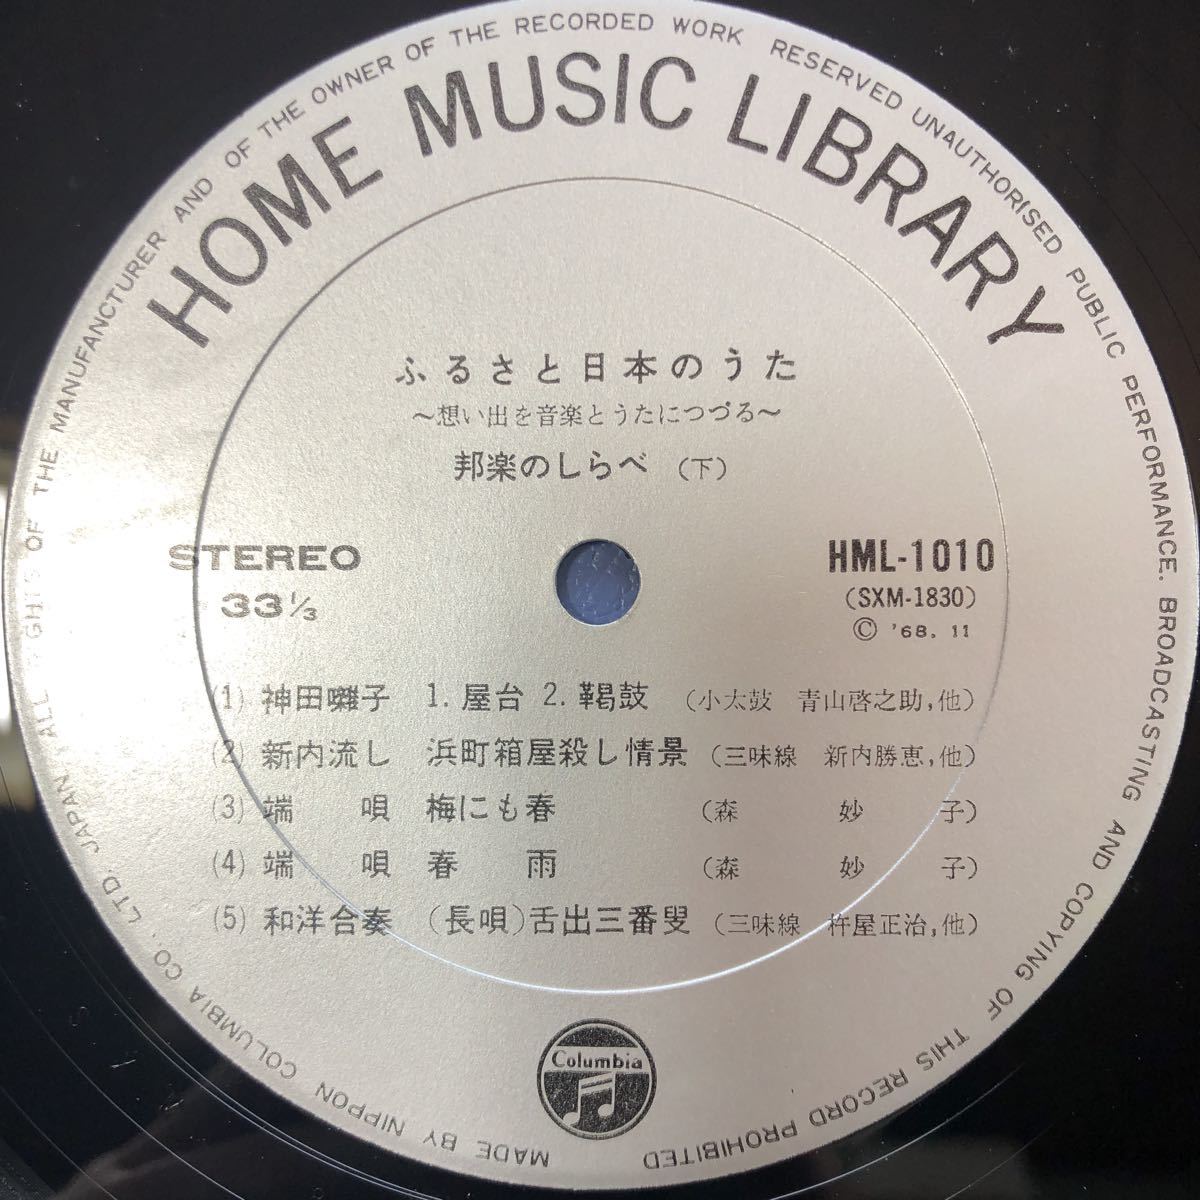 ALL RIGHTS OF THE MANUFANCTURER AND OF THE OWNER OF THE RECORDED WORK RESERVED UNAUTHORISED PUBLIC PERFORMANCE. BROADCASTING AND COPYING OF THIS RECORD PROHIBITED
HOME MUSIC LIBRARY
ふるさと日本のうた
〜想い出を音楽とうたにつづる〜
邦楽のしらべ (下)
STEREO
33 1/3
HML-1010
(SXM-1830)
© '68. 11
(1) 神田囃子 1. 屋台 2. 鞨鼓 (小太鼓 青山啓之助,他)
(2) 新内流し 浜町箱屋殺し情景 (三味線 新内勝恵,他)
(3) 端唄 梅にも春 (森妙子)
(4) 端唄 春雨 (森妙子)
(5) 和洋合奏 (長唄)舌出三番叟 (三味線 杵屋正治,他)
Columbia
MADE BY NIPPON COLUMBIA CO. LTD. JAPAN